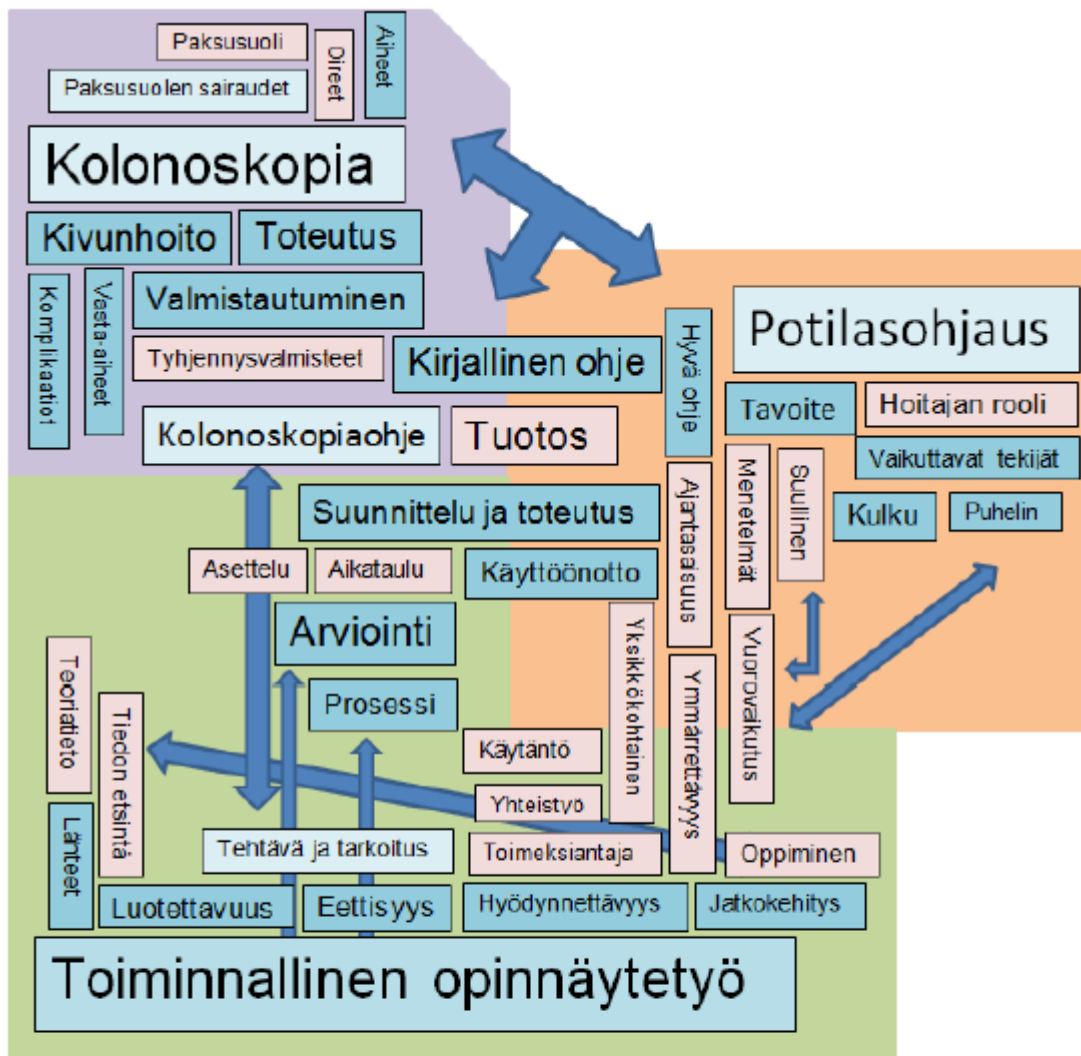 Paksusuoli
Direet
Aiheet
Paksusuolen sairaudet
Kolonoskopia
Kivunhoito
Toteutus
Komplikaatiot
Vasta-aiheet
Valmistautuminen
Tyhjennysvalmisteet
Kirjallinen ohje
Kolonoskopiaohje
Tuotos
Hyvä ohje
Potilasohjaus
Tavoite
Hoitajan rooli
Vaikuttavat tekijät
Menetelmät
Suullinen
Kulku
Puhelin
Ajantasaisuus
Suunnittelu ja toteutus
Asettelu
Aikataulu
Käyttöönotto
Arviointi
Yksikkökohtainen
Vuorovaikutus
Ymmärrettävyys
Prosessi
Teoriatieto
Tiedon etsintä
Käytäntö
Yhteistyö
Lähteet
Tehtävä ja tarkoitus
Toimeksiantaja
Oppiminen
Luotettavuus
Eettisyys
Hyödynnettävyys
Jatkokehitys
Toiminnallinen opinnäytetyö